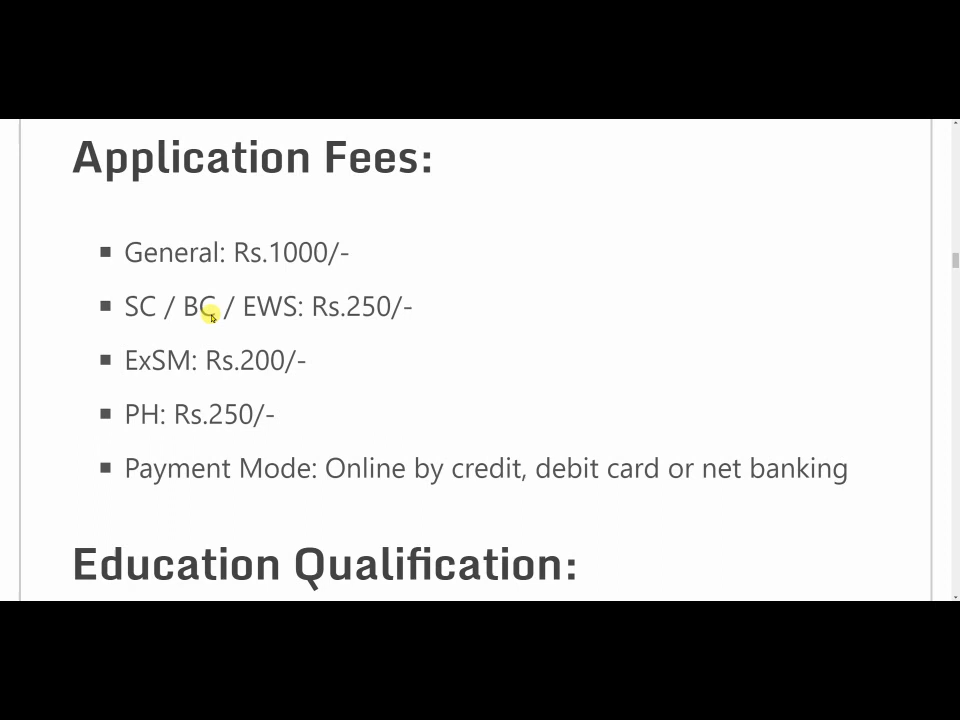 Application Fees:
General: Rs.1000/-
SC / BC / EWS: Rs.250/-
ExSM: Rs.200/-
PH: Rs.250/-
Payment Mode: Online by credit, debit card or net banking
Education Qualification: